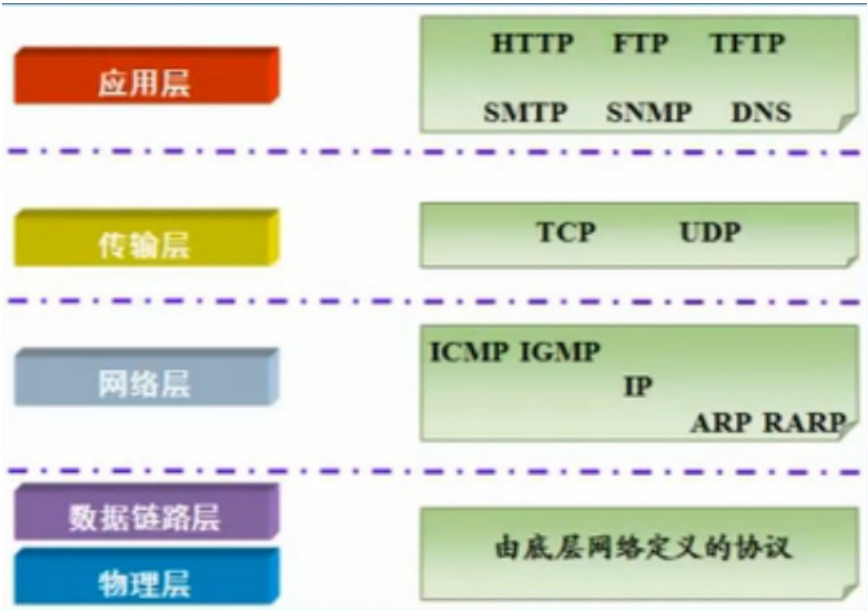 应用层
HTTP FTP TFTP
SMTP SNMP DNS
传输层
TCP UDP
网络层
ICMP IGMP
IP
ARP RARP
数据链路层
物理层
由底层网络定义的协议